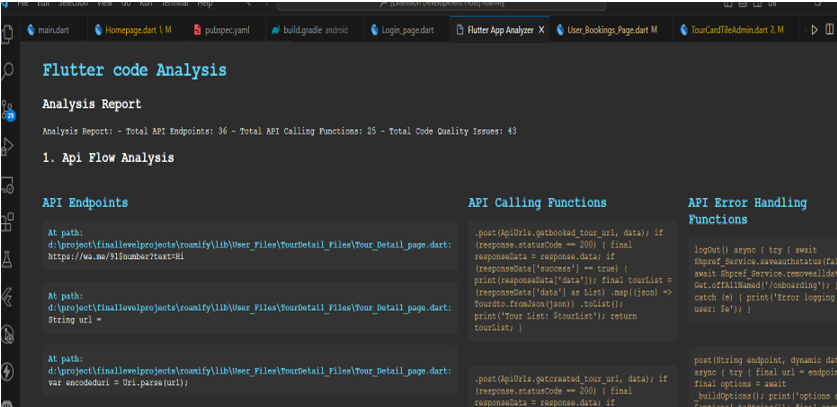 File Edit Selection View Go Run Terminal Help
[Extension Development Host] roamify
main.dart
Homepage.dart 1, M
pubspec.yaml
build.gradle android
Login_page.dart
Flutter App Analyzer
User_Bookings_Page.dart M
TourCardTileAdmin.dart 2, M
29
Flutter code Analysis
Analysis Report
Analysis Report: - Total API Endpoints: 36 - Total API Calling Functions: 25 - Total Code Quality Issues: 43
1. Api Flow Analysis
API Endpoints
At path:
d:\project\finallevelprojects\roamify\lib\User_Files\TourDetail_Files\Tour_Detail_page.dart:
https://wa.me/91$number?text=Hi
At path:
d:\project\finallevelprojects\roamify\lib\User_Files\TourDetail_Files\Tour_Detail_page.dart:
String url =
At path:
d:\project\finallevelprojects\roamify\lib\User_Files\TourDetail_Files\Tour_Detail_page.dart:
var encodeduri = Uri.parse(url);
API Calling Functions
.post(ApiUrls.getbooked_tour_url, data); if
(response.statusCode == 200) { final
responseData = response.data; if
(responseData['success'] == true) {
print(responseData['data']); final tourList =
(responseData['data'] as List) .map((json) =>
Tourdto.fromJson(json)) .toList();
print('Tour List: $tourList'); return
tourList; }
.post(ApiUrls.getcreated_tour_url, data); if
(response.statusCode == 200) { final
responseData = response.data; if
API Error Handling
Functions
logOut() async { try { await
Shpref_Service.saveauthstatus(fal
await Shpref_Service.removealldat
Get.offAllNamed('/onboarding'); }
catch (e) { print('Error logging
user: $e'); }
post(String endpoint, dynamic dat
async { try { final url = endpoin
final options = await
_buildOptions(); print('options a